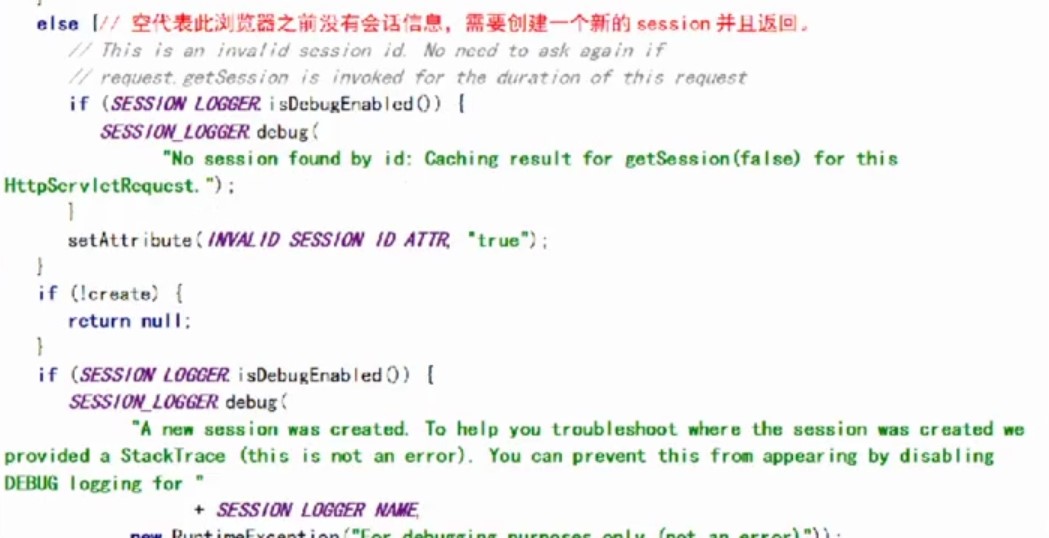 }
else {// 空代表此浏览器之前没有会话信息，需要创建一个新的 session 并且返回。
// This is an invalid session id. No need to ask again if
// request.getSession is invoked for the duration of this request
if (SESSION_LOGGER.isDebugEnabled()) {
SESSION_LOGGER.debug(
"No session found by id: Caching result for getSession(false) for this
HttpServletRequest.");
}
setAttribute(INVALID_SESSION_ID_ATTR, "true");
}
if (!create) {
return null;
}
if (SESSION_LOGGER.isDebugEnabled()) {
SESSION_LOGGER.debug(
"A new session was created. To help you troubleshoot where the session was created we
provided a StackTrace (this is not an error). You can prevent this from appearing by disabling
DEBUG logging for "
+ SESSION_LOGGER_NAME,
new RuntimeException("For debugging purposes only (not an error)"));